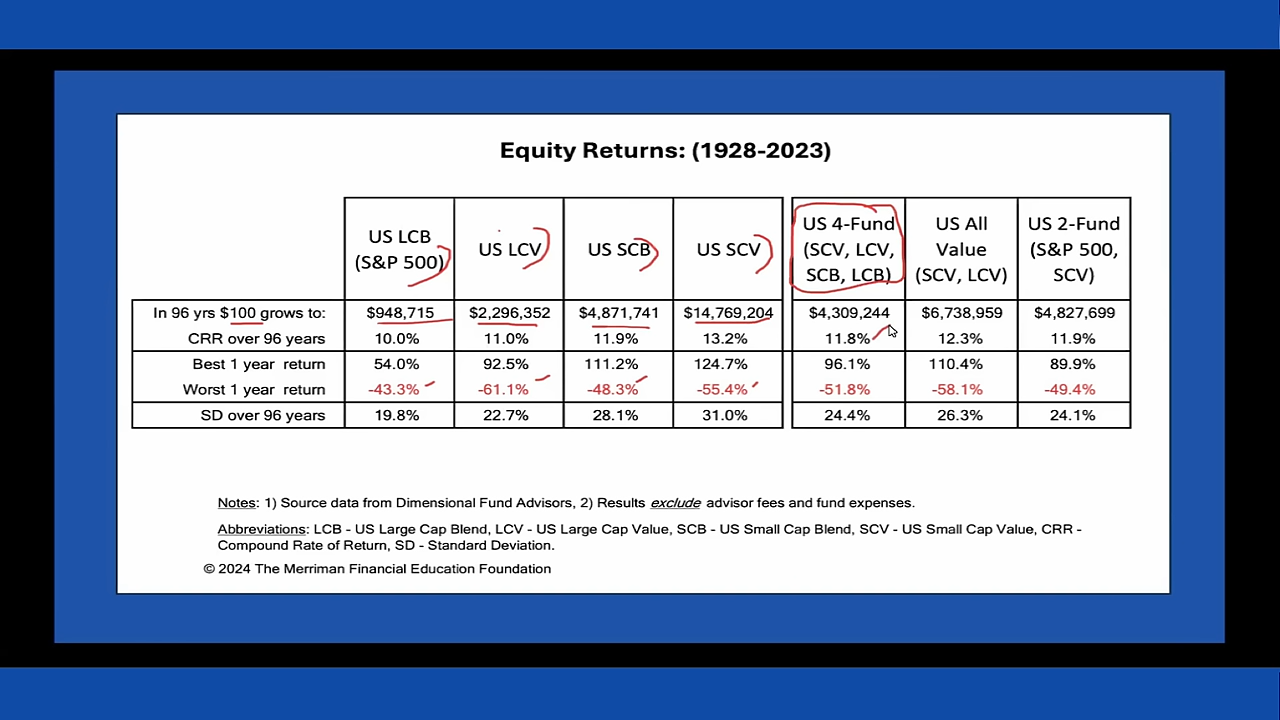 Equity Returns: (1928-2023)
US LCB (S&P 500) US LCV US SCB US SCV US 4-Fund (SCV, LCV, SCB, LCB) US All Value (SCV, LCV) US 2-Fund (S&P 500, SCV)
In 96 yrs $100 grows to: $948,715 $2,296,352 $4,871,741 $14,769,204 $4,309,244 $6,738,959 $4,827,699
CRR over 96 years 10.0% 11.0% 11.9% 13.2% 11.8% 12.3% 11.9%
Best 1 year return 54.0% 92.5% 111.2% 124.7% 96.1% 110.4% 89.9%
Worst 1 year return -43.3% -61.1% -48.3% -55.4% -51.8% -58.1% -49.4%
SD over 96 years 19.8% 22.7% 28.1% 31.0% 24.4% 26.3% 24.1%
Notes: 1) Source data from Dimensional Fund Advisors, 2) Results exclude advisor fees and fund expenses.
Abbreviations: LCB - US Large Cap Blend, LCV - US Large Cap Value, SCB - US Small Cap Blend, SCV - US Small Cap Value, CRR -
Compound Rate of Return, SD - Standard Deviation.
© 2024 The Merriman Financial Education Foundation